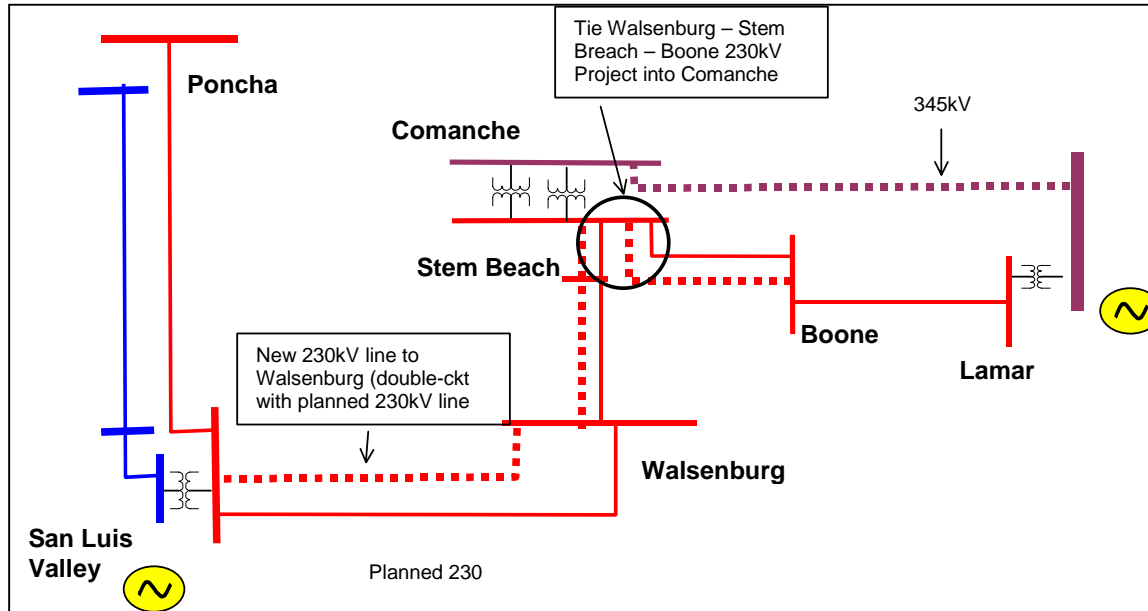 Tie Walsenburg – Stem
Breach – Boone 230kV
Project into Comanche
Poncha
345kV
Comanche
Stem Beach
Boone
Lamar
New 230kV line to
Walsenburg (double-ckt
with planned 230kV line
Walsenburg
San Luis
Valley
Planned 230